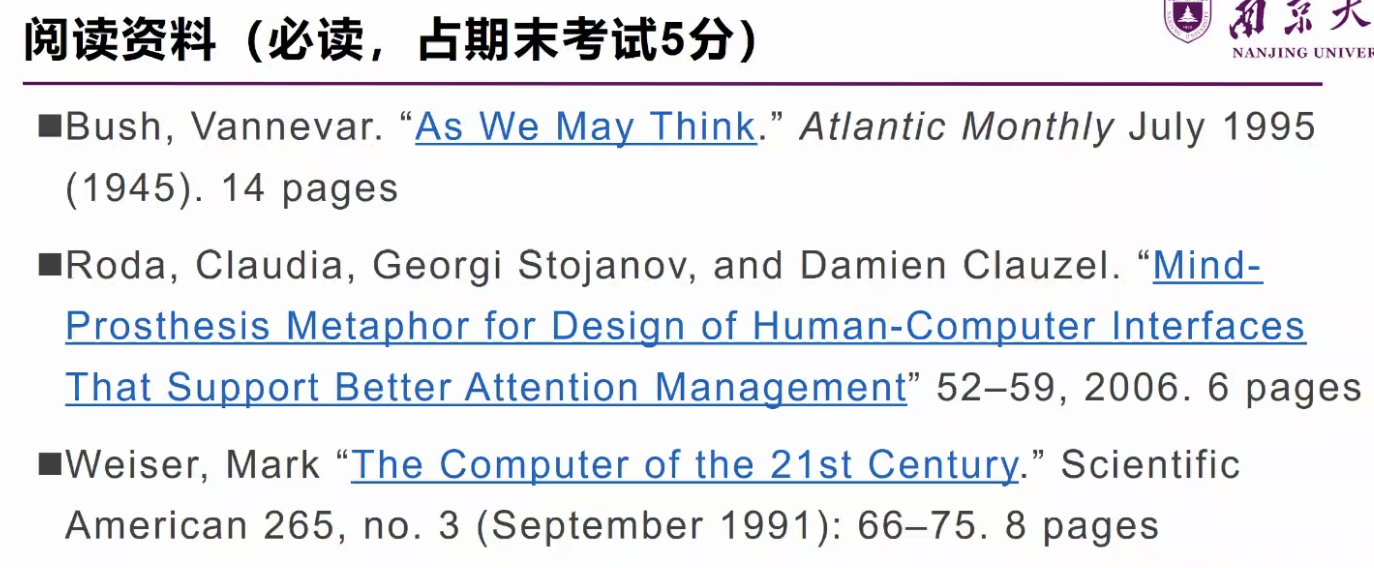 阅读资料（必读，占期末考试5分）
南京大
NANJING UNIVER
■Bush, Vannevar. “As We May Think.” Atlantic Monthly July 1995
(1945). 14 pages
■Roda, Claudia, Georgi Stojanov, and Damien Clauzel. “Mind-
Prosthesis Metaphor for Design of Human-Computer Interfaces
That Support Better Attention Management” 52–59, 2006. 6 pages
■Weiser, Mark “The Computer of the 21st Century.” Scientific
American 265, no. 3 (September 1991): 66–75. 8 pages